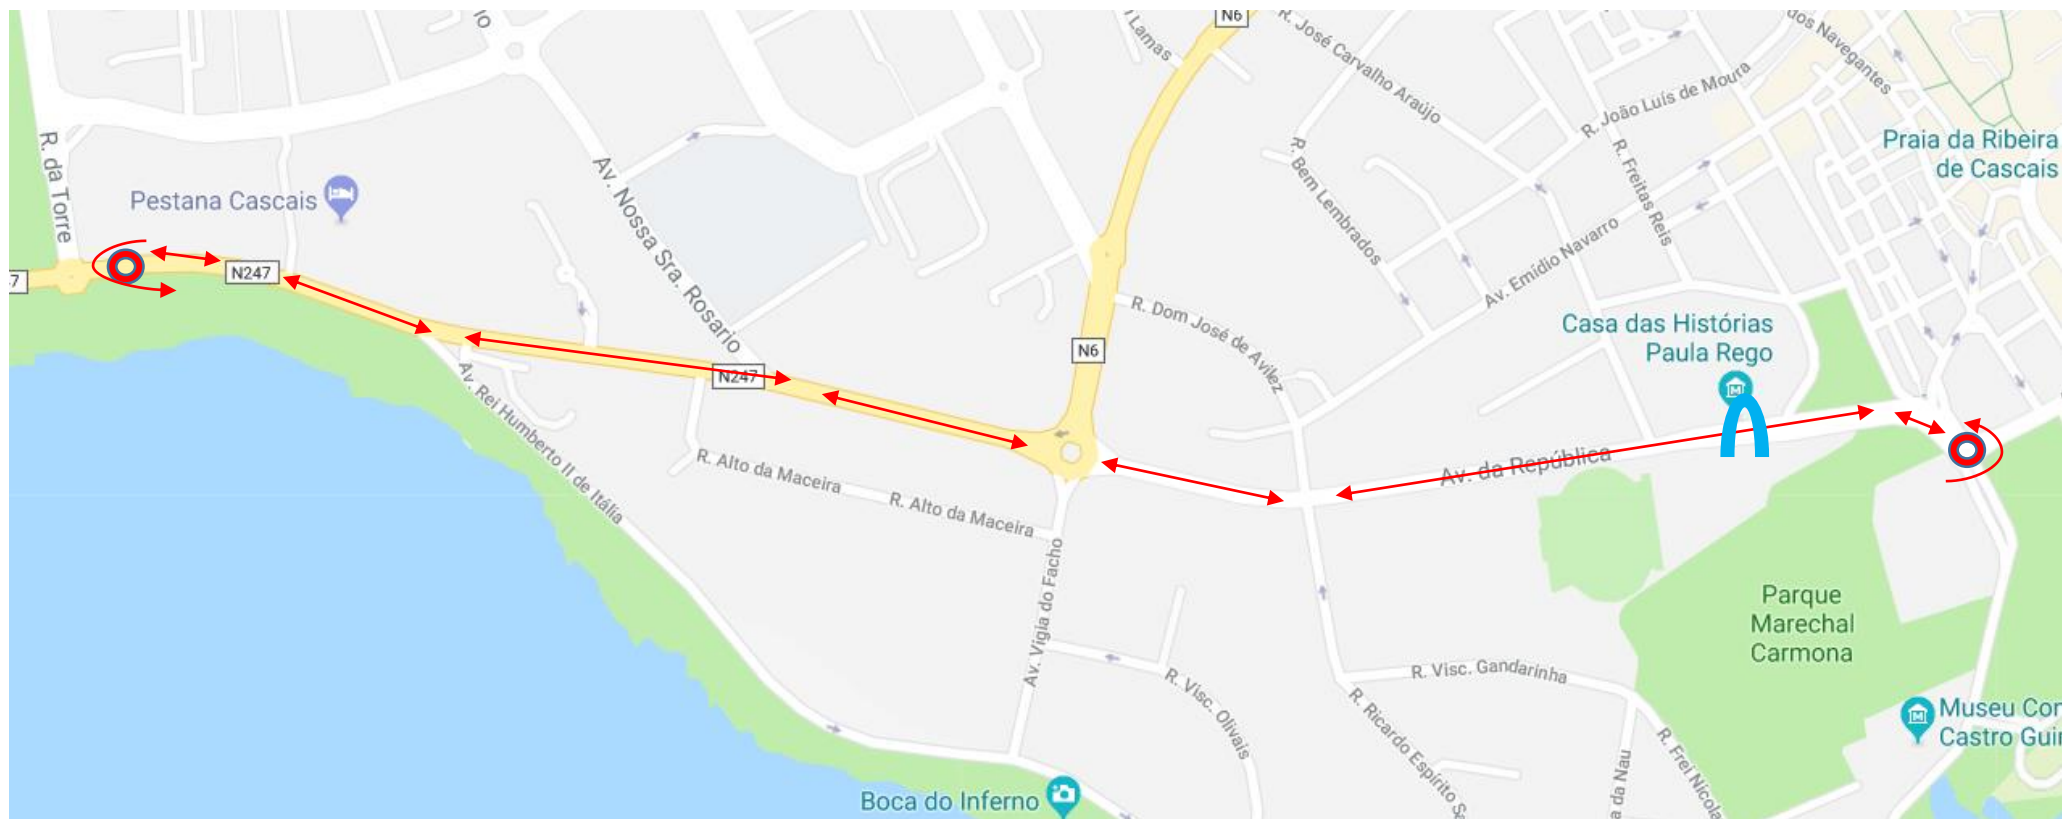 N6
R. José Carvalho Araújo
dos Navegantes
Lamas
R. João Luís de Moura
R. da Torre
Pestana Cascais
Av. Nossa Sra. Rosario
R. Bem Lembrados
R. Freitas Reis
Praia da Ribeira
de Cascais
N247
7
Av. Emídio Navarro
R. Dom José de Avilez
Casa das Histórias
Paula Rego
N6
N247
Av. Rei Humberto II de Itália
R. Alto da Maceira
R. Alto da Maceira
Av. da República
Av. Vigia do Facho
Parque
Marechal
Carmona
R. Visc. Gandarinha
R. Visc. Olivais
R. Ricardo Espírito S
R. Frei Nicola
a da Nau
Museu Con
Castro Guir
Boca do Inferno